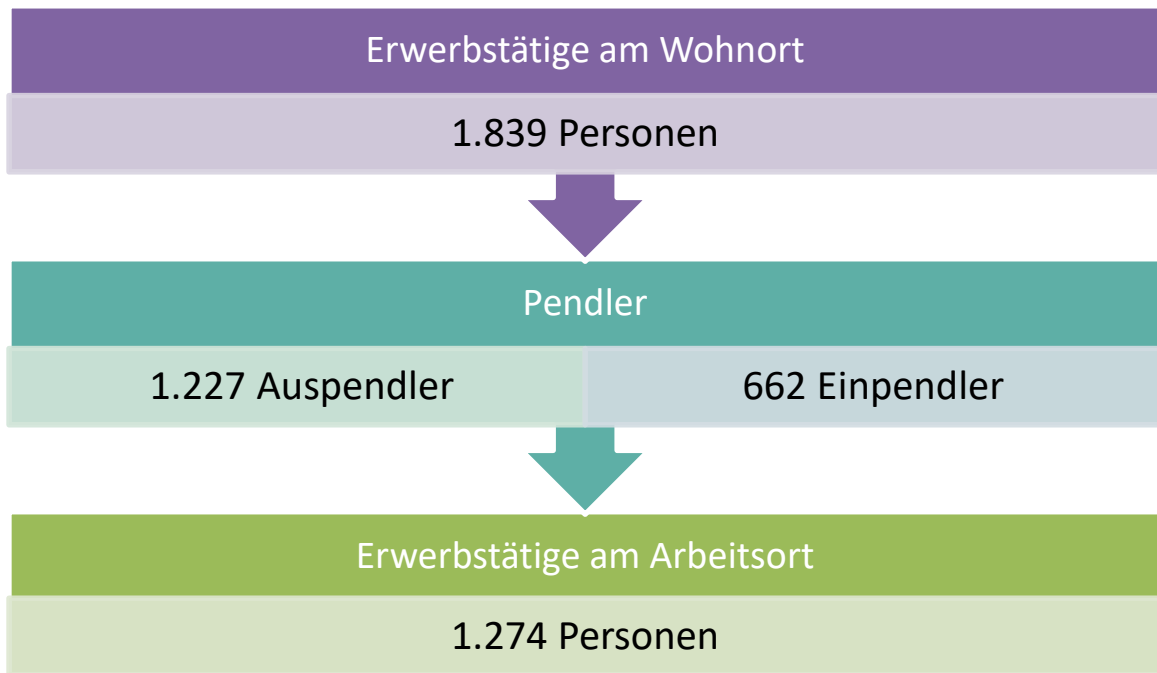 Erwerbstätige am Wohnort
1.839 Personen
Pendler
1.227 Auspendler
662 Einpendler
Erwerbstätige am Arbeitsort
1.274 Personen